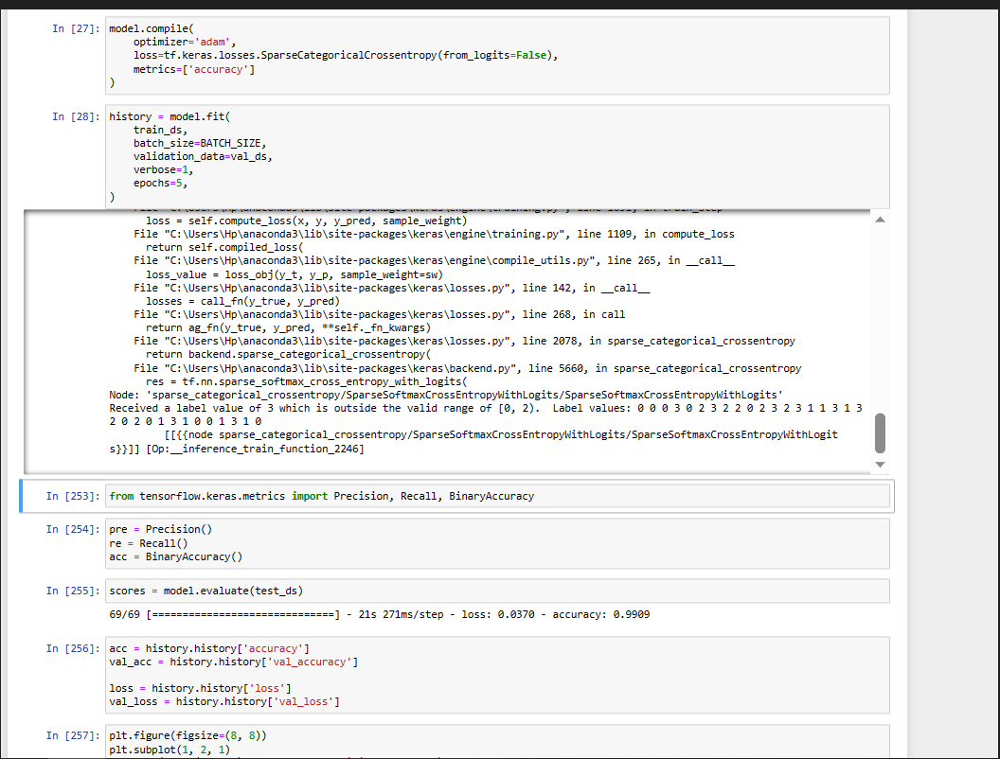 In [27]: model.compile(
optimizer='adam',
loss=tf.keras.losses.SparseCategoricalCrossentropy(from_logits=False),
metrics=['accuracy']
)
In [28]: history = model.fit(
train_ds,
batch_size=BATCH_SIZE,
validation_data=val_ds,
verbose=1,
epochs=5,
)
loss = self.compute_loss(x, y, y_pred, sample_weight)
File "C:\Users\Hp\anaconda3\lib\site-packages\keras\engine\training.py", line 1109, in compute_loss
return self.compiled_loss(
File "C:\Users\Hp\anaconda3\lib\site-packages\keras\engine\compile_utils.py", line 265, in __call__
loss_value = loss_obj(y_t, y_p, sample_weight=sw)
File "C:\Users\Hp\anaconda3\lib\site-packages\keras\losses.py", line 142, in __call__
losses = call_fn(y_true, y_pred)
File "C:\Users\Hp\anaconda3\lib\site-packages\keras\losses.py", line 268, in call
return ag_fn(y_true, y_pred, **self._fn_kwargs)
File "C:\Users\Hp\anaconda3\lib\site-packages\keras\losses.py", line 2078, in sparse_categorical_crossentropy
return backend.sparse_categorical_crossentropy(
File "C:\Users\Hp\anaconda3\lib\site-packages\keras\backend.py", line 5660, in sparse_categorical_crossentropy
res = tf.nn.sparse_softmax_cross_entropy_with_logits(
Node: 'sparse_categorical_crossentropy/SparseSoftmaxCrossEntropyWithLogits/SparseSoftmaxCrossEntropyWithLogits'
Received a label value of 3 which is outside the valid range of [0, 2).  Label values: 0 0 0 3 0 2 3 2 2 0 2 3 2 3 1 1 3 1 3
2 0 2 0 1 3 1 0 0 1 3 1 0
[[{{node sparse_categorical_crossentropy/SparseSoftmaxCrossEntropyWithLogits/SparseSoftmaxCrossEntropyWithLogit
s}}]] [Op:__inference_train_function_2246]
In [253]: from tensorflow.keras.metrics import Precision, Recall, BinaryAccuracy
In [254]: pre = Precision()
re = Recall()
acc = BinaryAccuracy()
In [255]: scores = model.evaluate(test_ds)
69/69 [==============================] - 21s 271ms/step - loss: 0.0370 - accuracy: 0.9909
In [256]: acc = history.history['accuracy']
val_acc = history.history['val_accuracy']
loss = history.history['loss']
val_loss = history.history['val_loss']
In [257]: plt.figure(figsize=(8, 8))
plt.subplot(1, 2, 1)